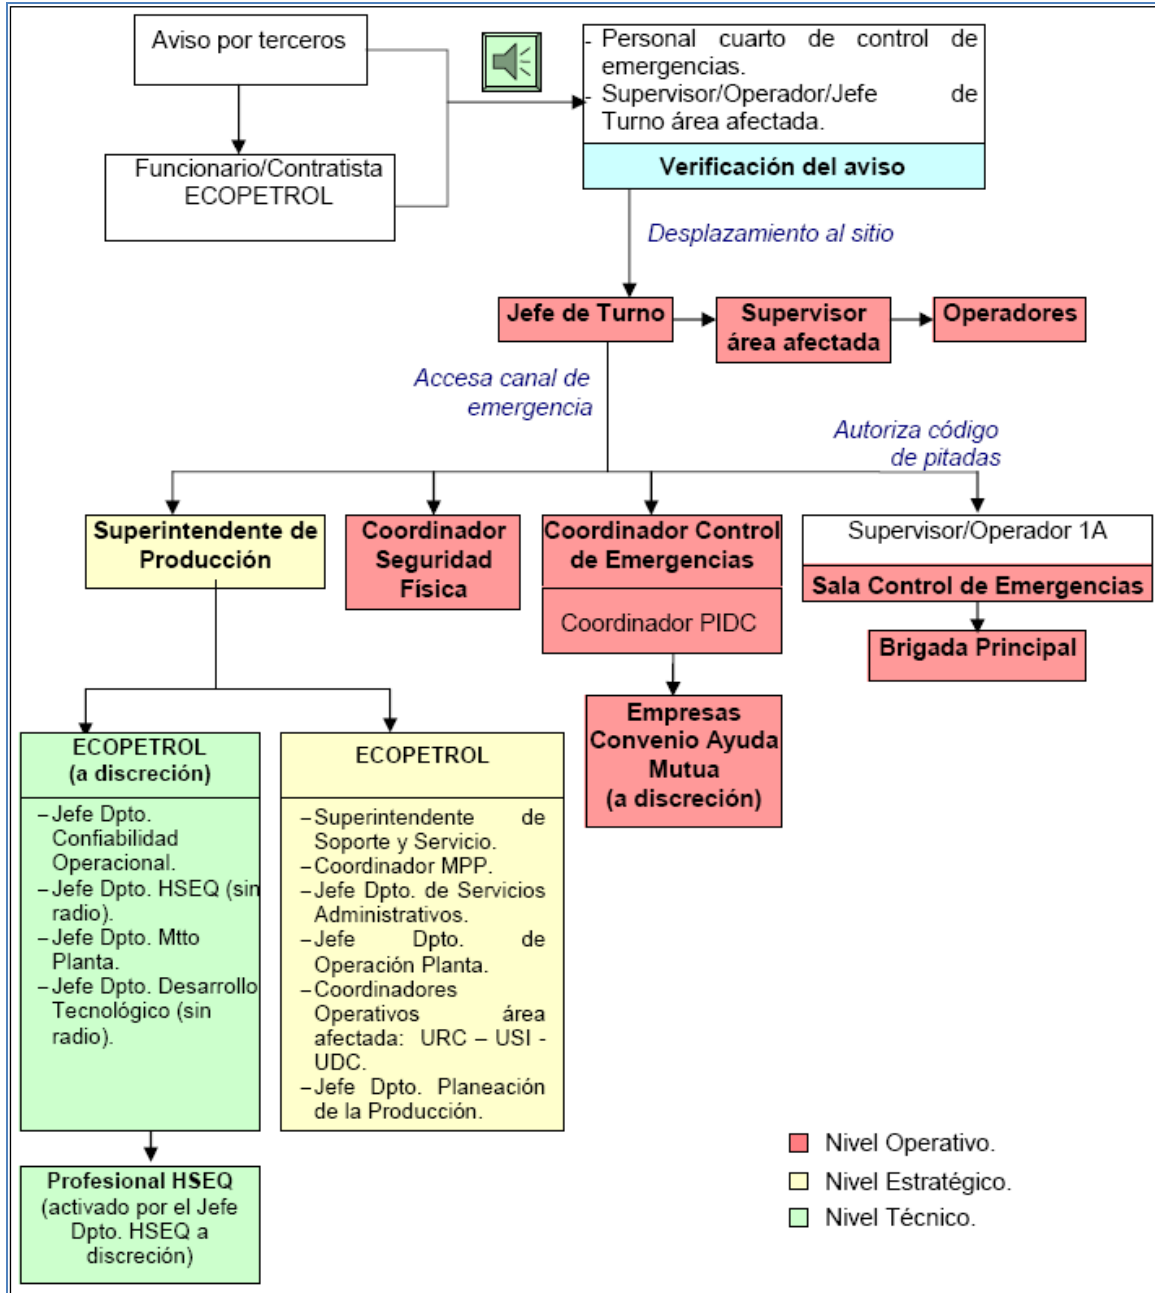 Aviso por terceros
Funcionario/Contratista
ECOPETROL
- Personal cuarto de control de
emergencias.
- Supervisor/Operador/Jefe de
Turno área afectada.
Verificación del aviso
Desplazamiento al sitio
Jefe de Turno
Supervisor
área afectada
Operadores
Accesa canal de
emergencia
Autoriza código
de pitadas
Superintendente de
Producción
Coordinador
Seguridad
Física
Coordinador Control
de Emergencias
Coordinador PIDC
Supervisor/Operador 1A
Sala Control de Emergencias
Brigada Principal
Empresas
Convenio Ayuda
Mutua
(a discreción)
ECOPETROL
(a discreción)
–Jefe Dpto.
Confiabilidad
Operacional.
–Jefe Dpto. HSEQ (sin
radio).
–Jefe Dpto. Mtto
Planta.
–Jefe Dpto. Desarrollo
Tecnológico (sin
radio).
ECOPETROL
–Superintendente de
Soporte y Servicio.
–Coordinador MPP.
–Jefe Dpto. de Servicios
Administrativos.
–Jefe Dpto. de
Operación Planta.
–Coordinadores
Operativos área
afectada: URC – USI -
UDC.
–Jefe Dpto. Planeación
de la Producción.
Profesional HSEQ
(activado por el Jefe
Dpto. HSEQ a
discreción)
Nivel Operativo.
Nivel Estratégico.
Nivel Técnico.